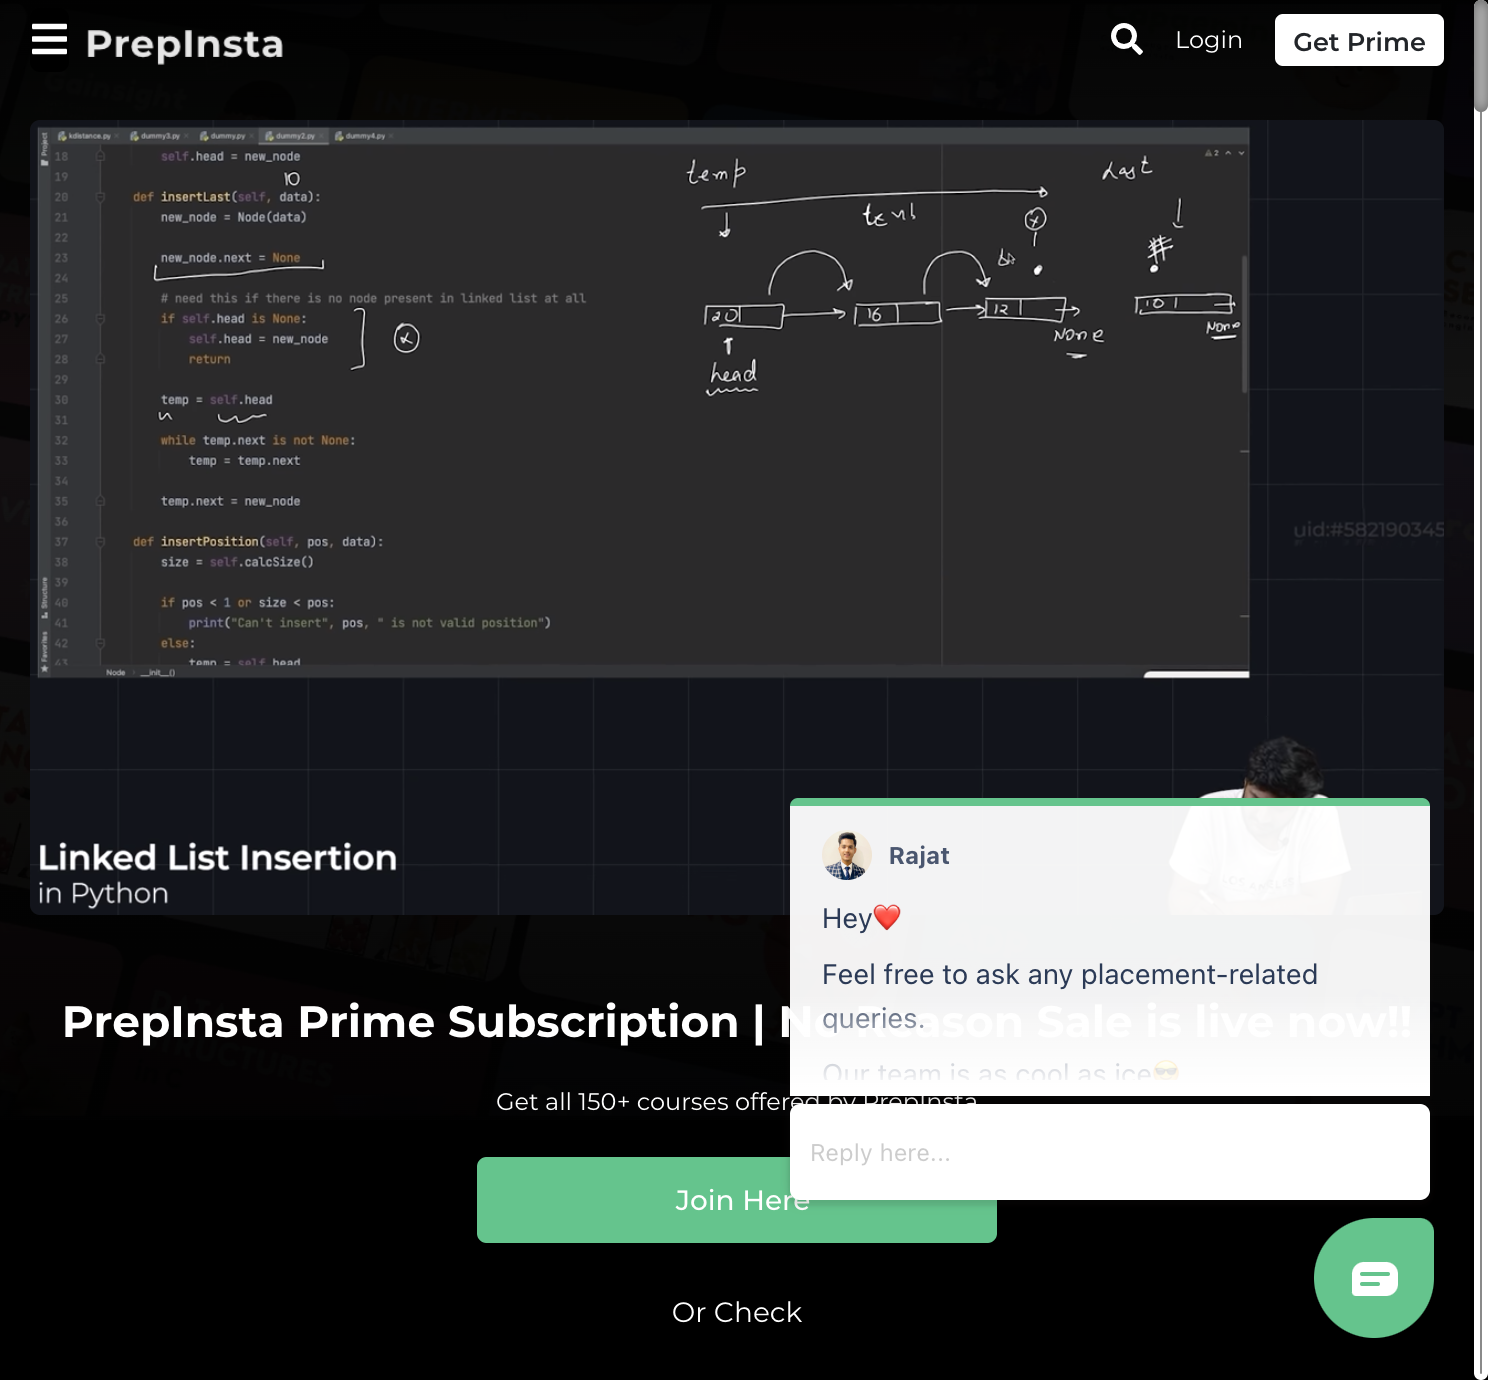 PrepInsta
Login
Get Prime
Project
kdistance.py
dummy3.py
dummy.py
dummy2.py
dummy4.py
2
18 self.head = new_node
19
10
20 def insertLast(self, data):
21 new_node = Node(data)
22
23 new_node.next = None
24
25 # need this if there is no node present in linked list at all
26 if self.head is None:
27 self.head = new_node
28 return
29
30 temp = self.head
31
32 while temp.next is not None:
33 temp = temp.next
34
35 temp.next = new_node
36
37 def insertPosition(self, pos, data):
38 size = self.calcSize()
39
40 if pos < 1 or size < pos:
41 print("Can't insert", pos, " is not valid position")
42 else:
43 temp = self.head
Structure
Favorites
Node
__init__()
temp
Last
20
16
12
10
None
None
head
uid:#582190345
Linked List Insertion
in Python
Rajat
Hey❤️
Feel free to ask any placement-related
queries.
Our team is as cool as ice😎
PrepInsta Prime Subscription | No Reason Sale is live now!!
Get all 150+ courses offered by PrepInsta
Reply here...
Join Here
Or Check